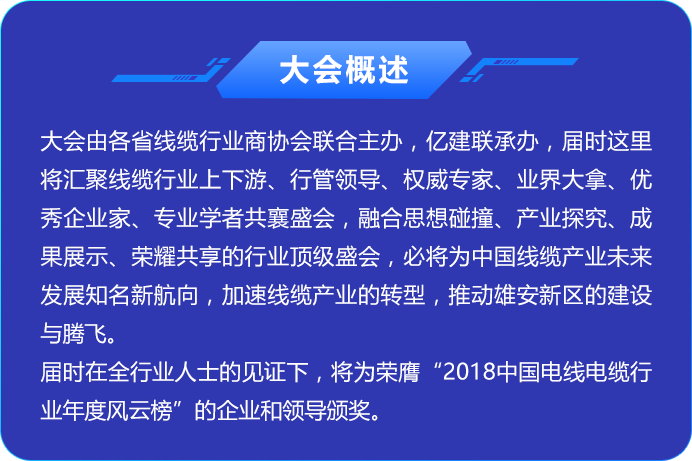 大会概述
大会由各省线缆行业商协会联合主办，亿建联承办，届时这里
将汇聚线缆行业上下游、行管领导、权威专家、业界大拿、优
秀企业家、专业学者共襄盛会，融合思想碰撞、产业探究、成
果展示、荣耀共享的行业顶级盛会，必将为中国线缆产业未来
发展知名新航向，加速线缆产业的转型，推动雄安新区的建设
与腾飞。
届时在全行业人士的见证下，将为荣膺“2018中国电线电缆行
业年度风云榜”的企业和领导颁奖。